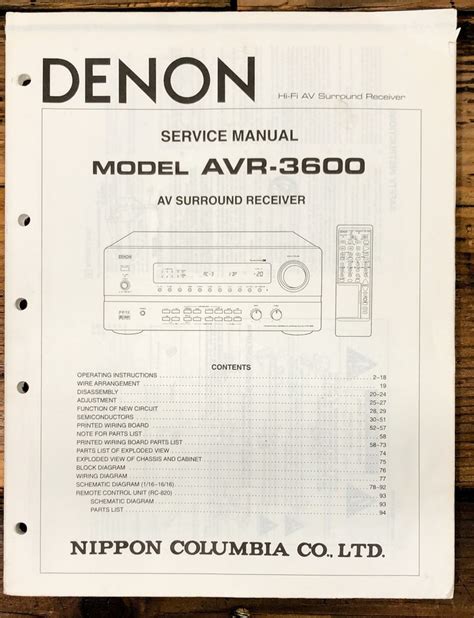 DENON
Hi-Fi AV Surround Receiver
SERVICE MANUAL
MODEL AVR-3600
AV SURROUND RECEIVER
DENON
CONTENTS
OPERATING INSTRUCTIONS 2-18
WIRE ARRANGEMENT 19
DISASSEMBLY 20-24
ADJUSTMENT 25-27
FUNCTION OF NEW CIRCUIT 28, 29
SEMICONDUCTORS 30-51
PRINTED WIRING BOARD 52-57
NOTE FOR PARTS LIST 58
PRINTED WIRING BOARD PARTS LIST 58-73
PARTS LIST OF EXPLODED VIEW 74
EXPLODED VIEW OF CHASSIS AND CABINET 75
BLOCK DIAGRAM 76
WIRING DIAGRAM 77
SCHEMATIC DIAGRAM (1/16-16/16) 78-92
REMOTE CONTROL UNIT (RC-820) 93
SCHEMATIC DIAGRAM 93
PARTS LIST 94
NIPPON COLUMBIA CO., LTD.